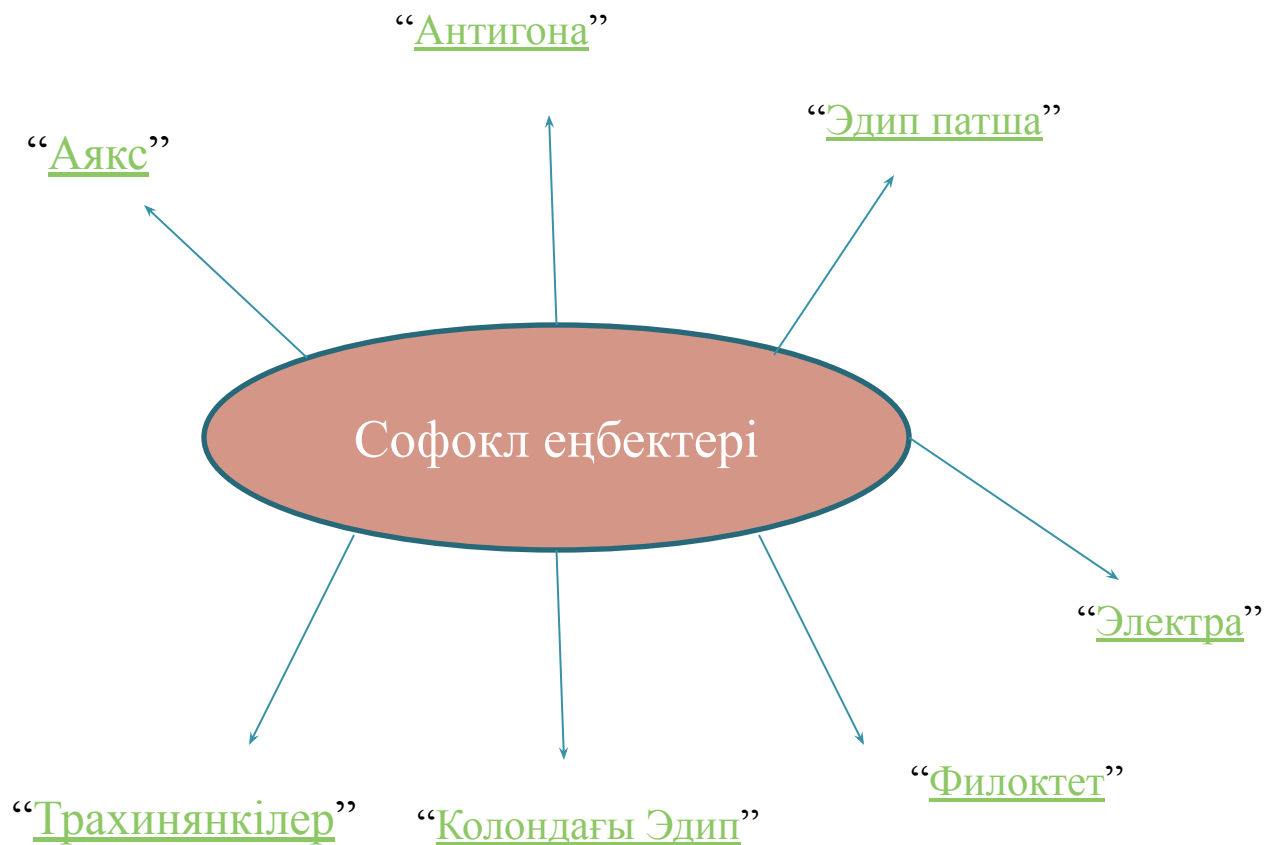 “Антигона”
“Эдип патша”
“Аякс”
Софокл еңбектері
“Электра”
“Филоктет”
“Трахинянкілер”
“Колондағы Эдип”